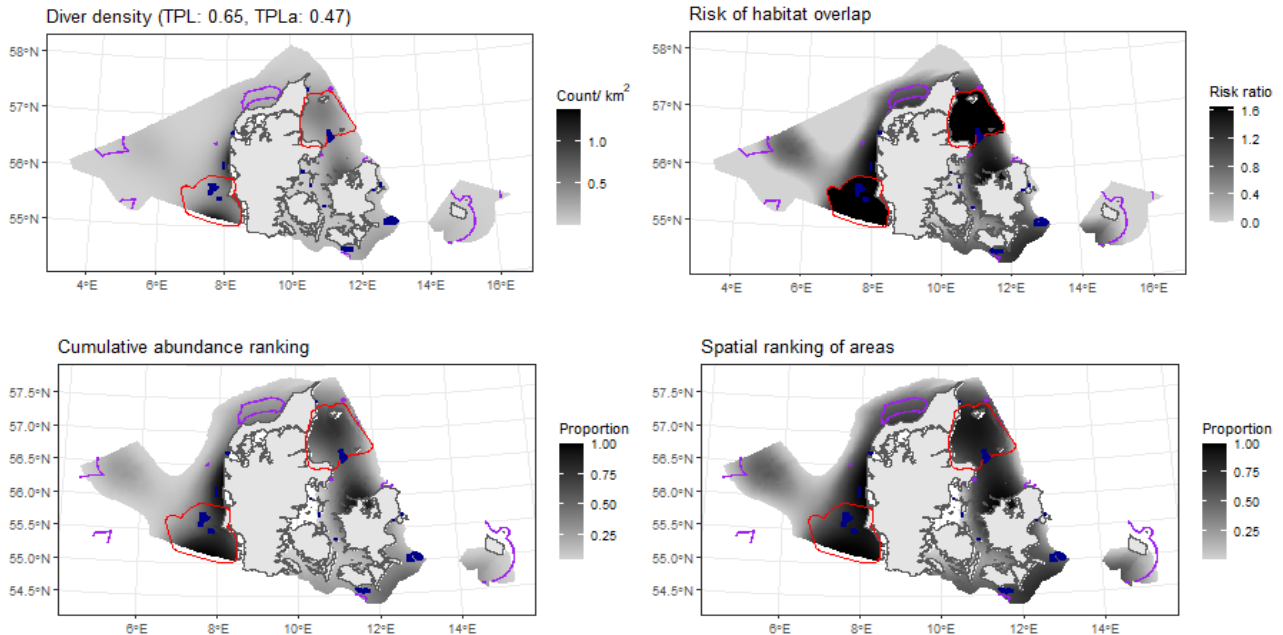 Diver density (TPL: 0.65, TPLa: 0.47)
58°N
57°N
56°N
55°N
4°E 6°E 8°E 10°E 12°E 14°E 16°E
Count/ km2
1.0
0.5
Risk of habitat overlap
58°N
57°N
56°N
55°N
4°E 6°E 8°E 10°E 12°E 14°E 16°E
Risk ratio
1.6
1.2
0.8
0.4
0.0
Cumulative abundance ranking
57.5°N
57.0°N
56.5°N
56.0°N
55.5°N
55.0°N
54.5°N
6°E 8°E 10°E 12°E 14°E
Proportion
1.00
0.75
0.50
0.25
Spatial ranking of areas
57.5°N
57.0°N
56.5°N
56.0°N
55.5°N
55.0°N
54.5°N
6°E 8°E 10°E 12°E 14°E
Proportion
1.00
0.75
0.50
0.25